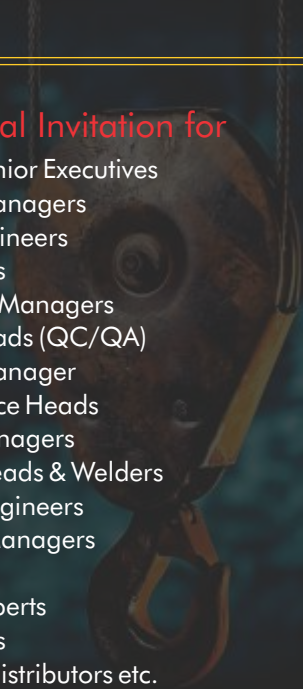 al Invitation for
nior Executives
anagers
ineers
s
Managers
ads (QC/QA)
anager
ce Heads
nagers
eads & Welders
gineers
anagers
perts
s
istributors etc.